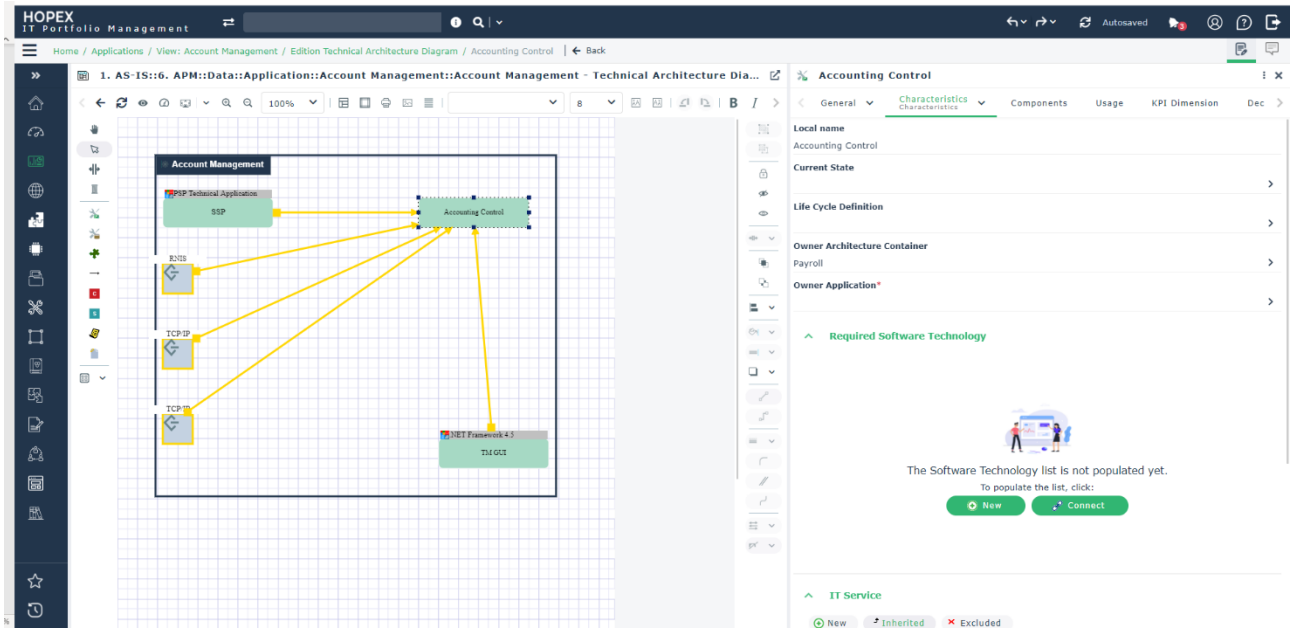 HOPEX
IT Portfolio Management
Autosaved
3
Home / Applications / View: Account Management / Edition Technical Architecture Diagram / Accounting Control
Back
1. AS-IS::6. APM::Data::Application::Account Management::Account Management - Technical Architecture Dia...
100%
8
B I
Account Management
PSP Technical Application
SSP
Accounting Control
RNIS
TCP/IP
TCP/IP
.NET Framework 4.5
TM GUI
C
S
Accounting Control
General
Characteristics
Characteristics
Components
Usage
KPI Dimension
Dec
Local name
Accounting Control
Current State
Life Cycle Definition
Owner Architecture Container
Payroll
Owner Application*
Required Software Technology
The Software Technology list is not populated yet.
To populate the list, click:
New
Connect
IT Service
New
Inherited
Excluded